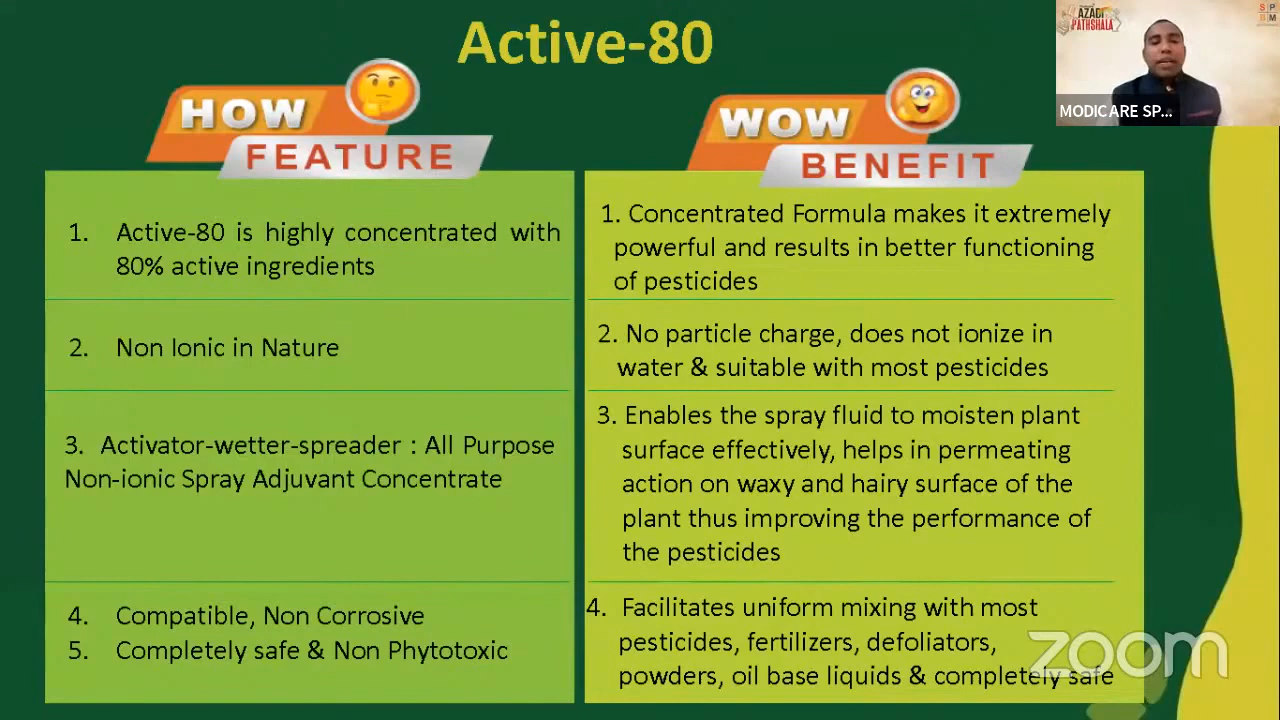 Active-80
AZADI
PATHSHALA
S P
S M
MODICARE SP...
HOW
FEATURE
WOW
BENEFIT
1. Active-80 is highly concentrated with
80% active ingredients
2. Non Ionic in Nature
3. Activator-wetter-spreader : All Purpose
Non-ionic Spray Adjuvant Concentrate
4. Compatible, Non Corrosive
5. Completely safe & Non Phytotoxic
1. Concentrated Formula makes it extremely
powerful and results in better functioning
of pesticides
2. No particle charge, does not ionize in
water & suitable with most pesticides
3. Enables the spray fluid to moisten plant
surface effectively, helps in permeating
action on waxy and hairy surface of the
plant thus improving the performance of
the pesticides
4. Facilitates uniform mixing with most
pesticides, fertilizers, defoliators,
powders, oil base liquids & completely safe
zoom